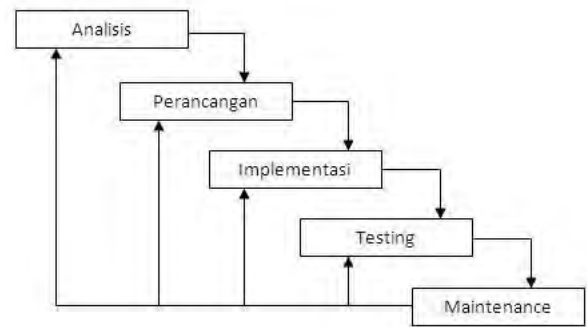 Analisis
Perancangan
Implementasi
Testing
Maintenance